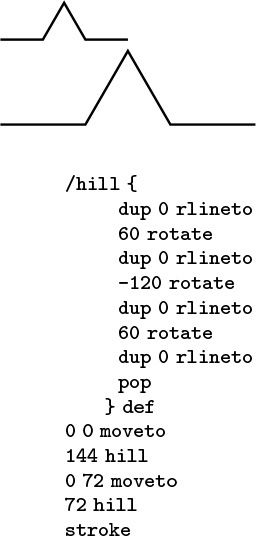 /hill {
dup 0 rlineto
60 rotate
dup 0 rlineto
-120 rotate
dup 0 rlineto
60 rotate
dup 0 rlineto
pop
} def
0 0 moveto
144 hill
0 72 moveto
72 hill
stroke